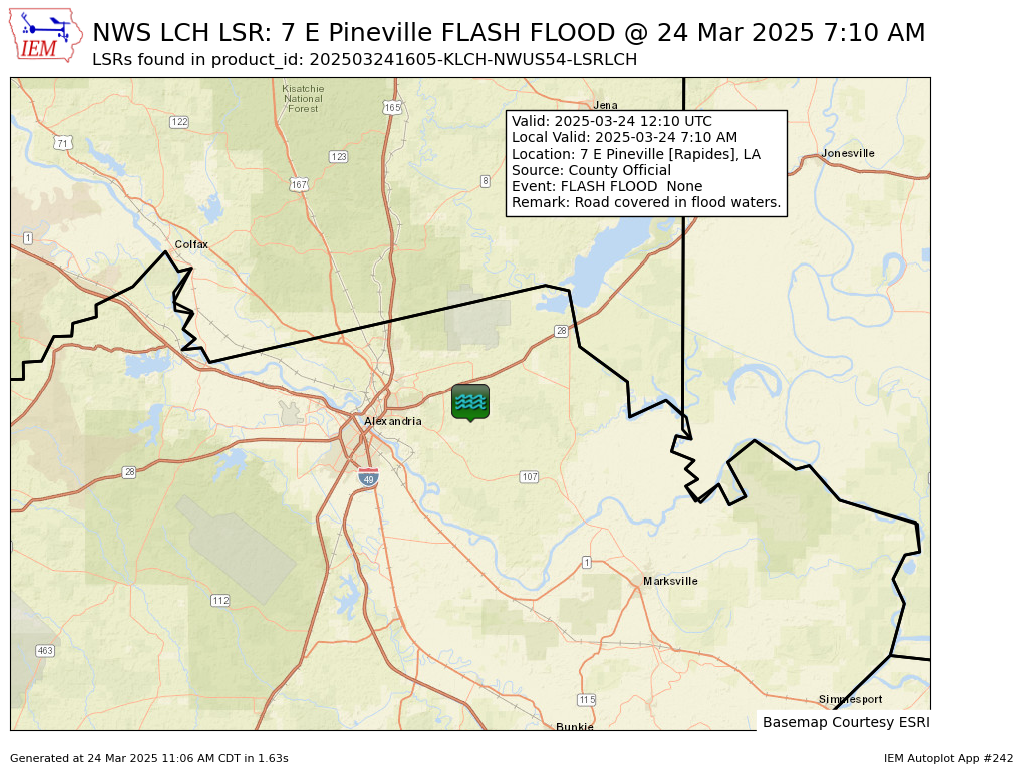 IEM
NWS LCH LSR: 7 E Pineville FLASH FLOOD @ 24 Mar 2025 7:10 AM
LSRs found in product_id: 202503241605-KLCH-NWUS54-LSRLCH
Kisatchie
National
Forest
165
Jena
122
Valid: 2025-03-24 12:10 UTC
Local Valid: 2025-03-24 7:10 AM
Location: 7 E Pineville [Rapides], LA
Source: County Official
Event: FLASH FLOOD  None
Remark: Road covered in flood waters.
71
123
Jonesville
167
8
1
Colfax
28
Alexandria
28
49
107
1
Marksville
112
463
115
Simmesport
Bunkie
Basemap Courtesy ESRI
Generated at 24 Mar 2025 11:06 AM CDT in 1.63s
IEM Autoplot App #242